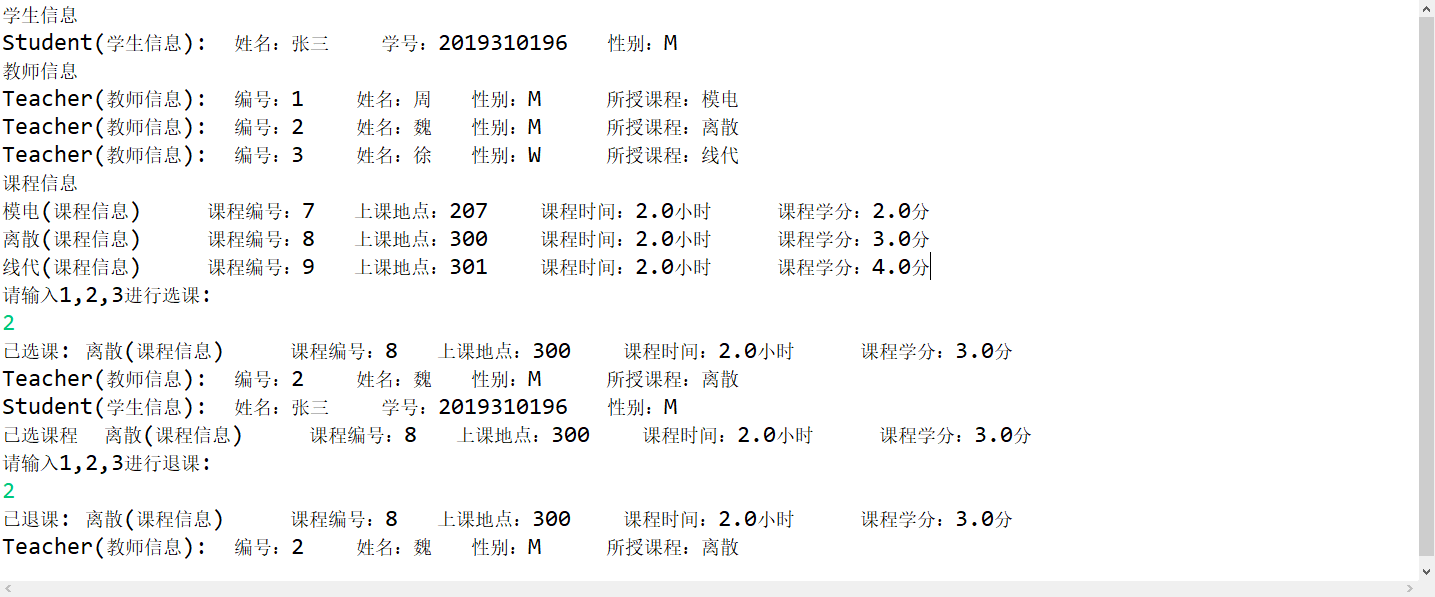 学生信息
Student(学生信息): 姓名：张三 学号：2019310196 性别：M
教师信息
Teacher(教师信息): 编号：1 姓名：周 性别：M 所授课程：模电
Teacher(教师信息): 编号：2 姓名：魏 性别：M 所授课程：离散
Teacher(教师信息): 编号：3 姓名：徐 性别：W 所授课程：线代
课程信息
模电(课程信息) 课程编号：7 上课地点：207 课程时间：2.0小时 课程学分：2.0分
离散(课程信息) 课程编号：8 上课地点：300 课程时间：2.0小时 课程学分：3.0分
线代(课程信息) 课程编号：9 上课地点：301 课程时间：2.0小时 课程学分：4.0分
请输入1,2,3进行选课:
2
已选课: 离散(课程信息) 课程编号：8 上课地点：300 课程时间：2.0小时 课程学分：3.0分
Teacher(教师信息): 编号：2 姓名：魏 性别：M 所授课程：离散
Student(学生信息): 姓名：张三 学号：2019310196 性别：M
已选课程 离散(课程信息) 课程编号：8 上课地点：300 课程时间：2.0小时 课程学分：3.0分
请输入1,2,3进行退课:
2
已退课: 离散(课程信息) 课程编号：8 上课地点：300 课程时间：2.0小时 课程学分：3.0分
Teacher(教师信息): 编号：2 姓名：魏 性别：M 所授课程：离散